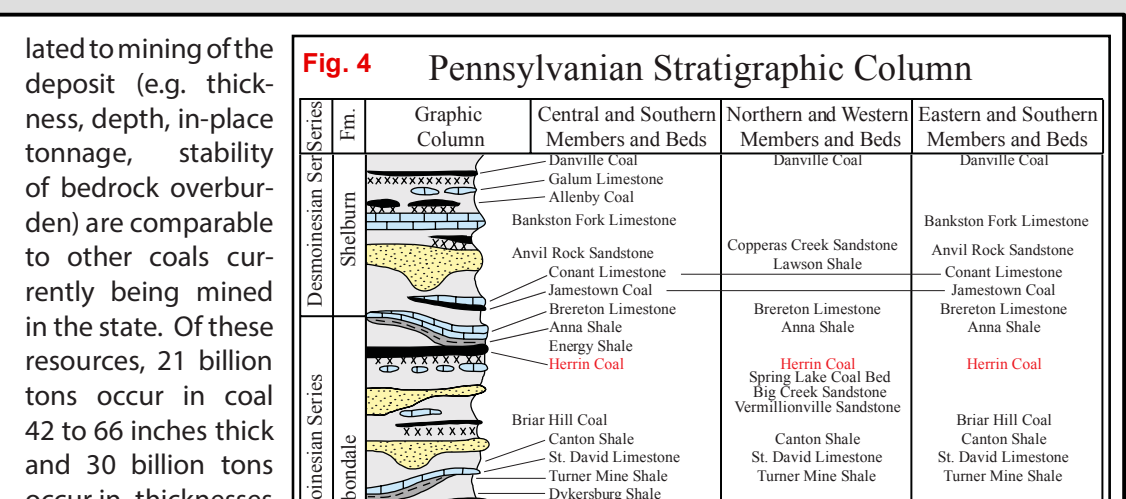 lated to mining of the
deposit (e.g. thick-
ness, depth, in-place
tonnage, stability
of bedrock overbur-
den) are comparable
to other coals cur-
rently being mined
in the state. Of these
resources, 21 billion
tons occur in coal
42 to 66 inches thick
and 30 billion tons
occur in thicknesses
Fig. 4
Pennsylvanian Stratigraphic Column
Series
Fm.
Graphic
Column
Central and Southern
Members and Beds
Northern and Western
Members and Beds
Eastern and Southern
Members and Beds
Desmoinesian Ser
Shelburn
oinesian Series
bondale
Danville Coal
Galum Limestone
Allenby Coal
Bankston Fork Limestone
Anvil Rock Sandstone
Conant Limestone
Jamestown Coal
Brereton Limestone
Anna Shale
Energy Shale
Herrin Coal
Briar Hill Coal
Canton Shale
St. David Limestone
Turner Mine Shale
Dykersburg Shale
Danville Coal
Copperas Creek Sandstone
Lawson Shale
Brereton Limestone
Anna Shale
Herrin Coal
Spring Lake Coal Bed
Big Creek Sandstone
Vermillionville Sandstone
Canton Shale
St. David Limestone
Turner Mine Shale
Danville Coal
Bankston Fork Limestone
Anvil Rock Sandstone
Conant Limestone
Jamestown Coal
Brereton Limestone
Anna Shale
Herrin Coal
Briar Hill Coal
Canton Shale
St. David Limestone
Turner Mine Shale